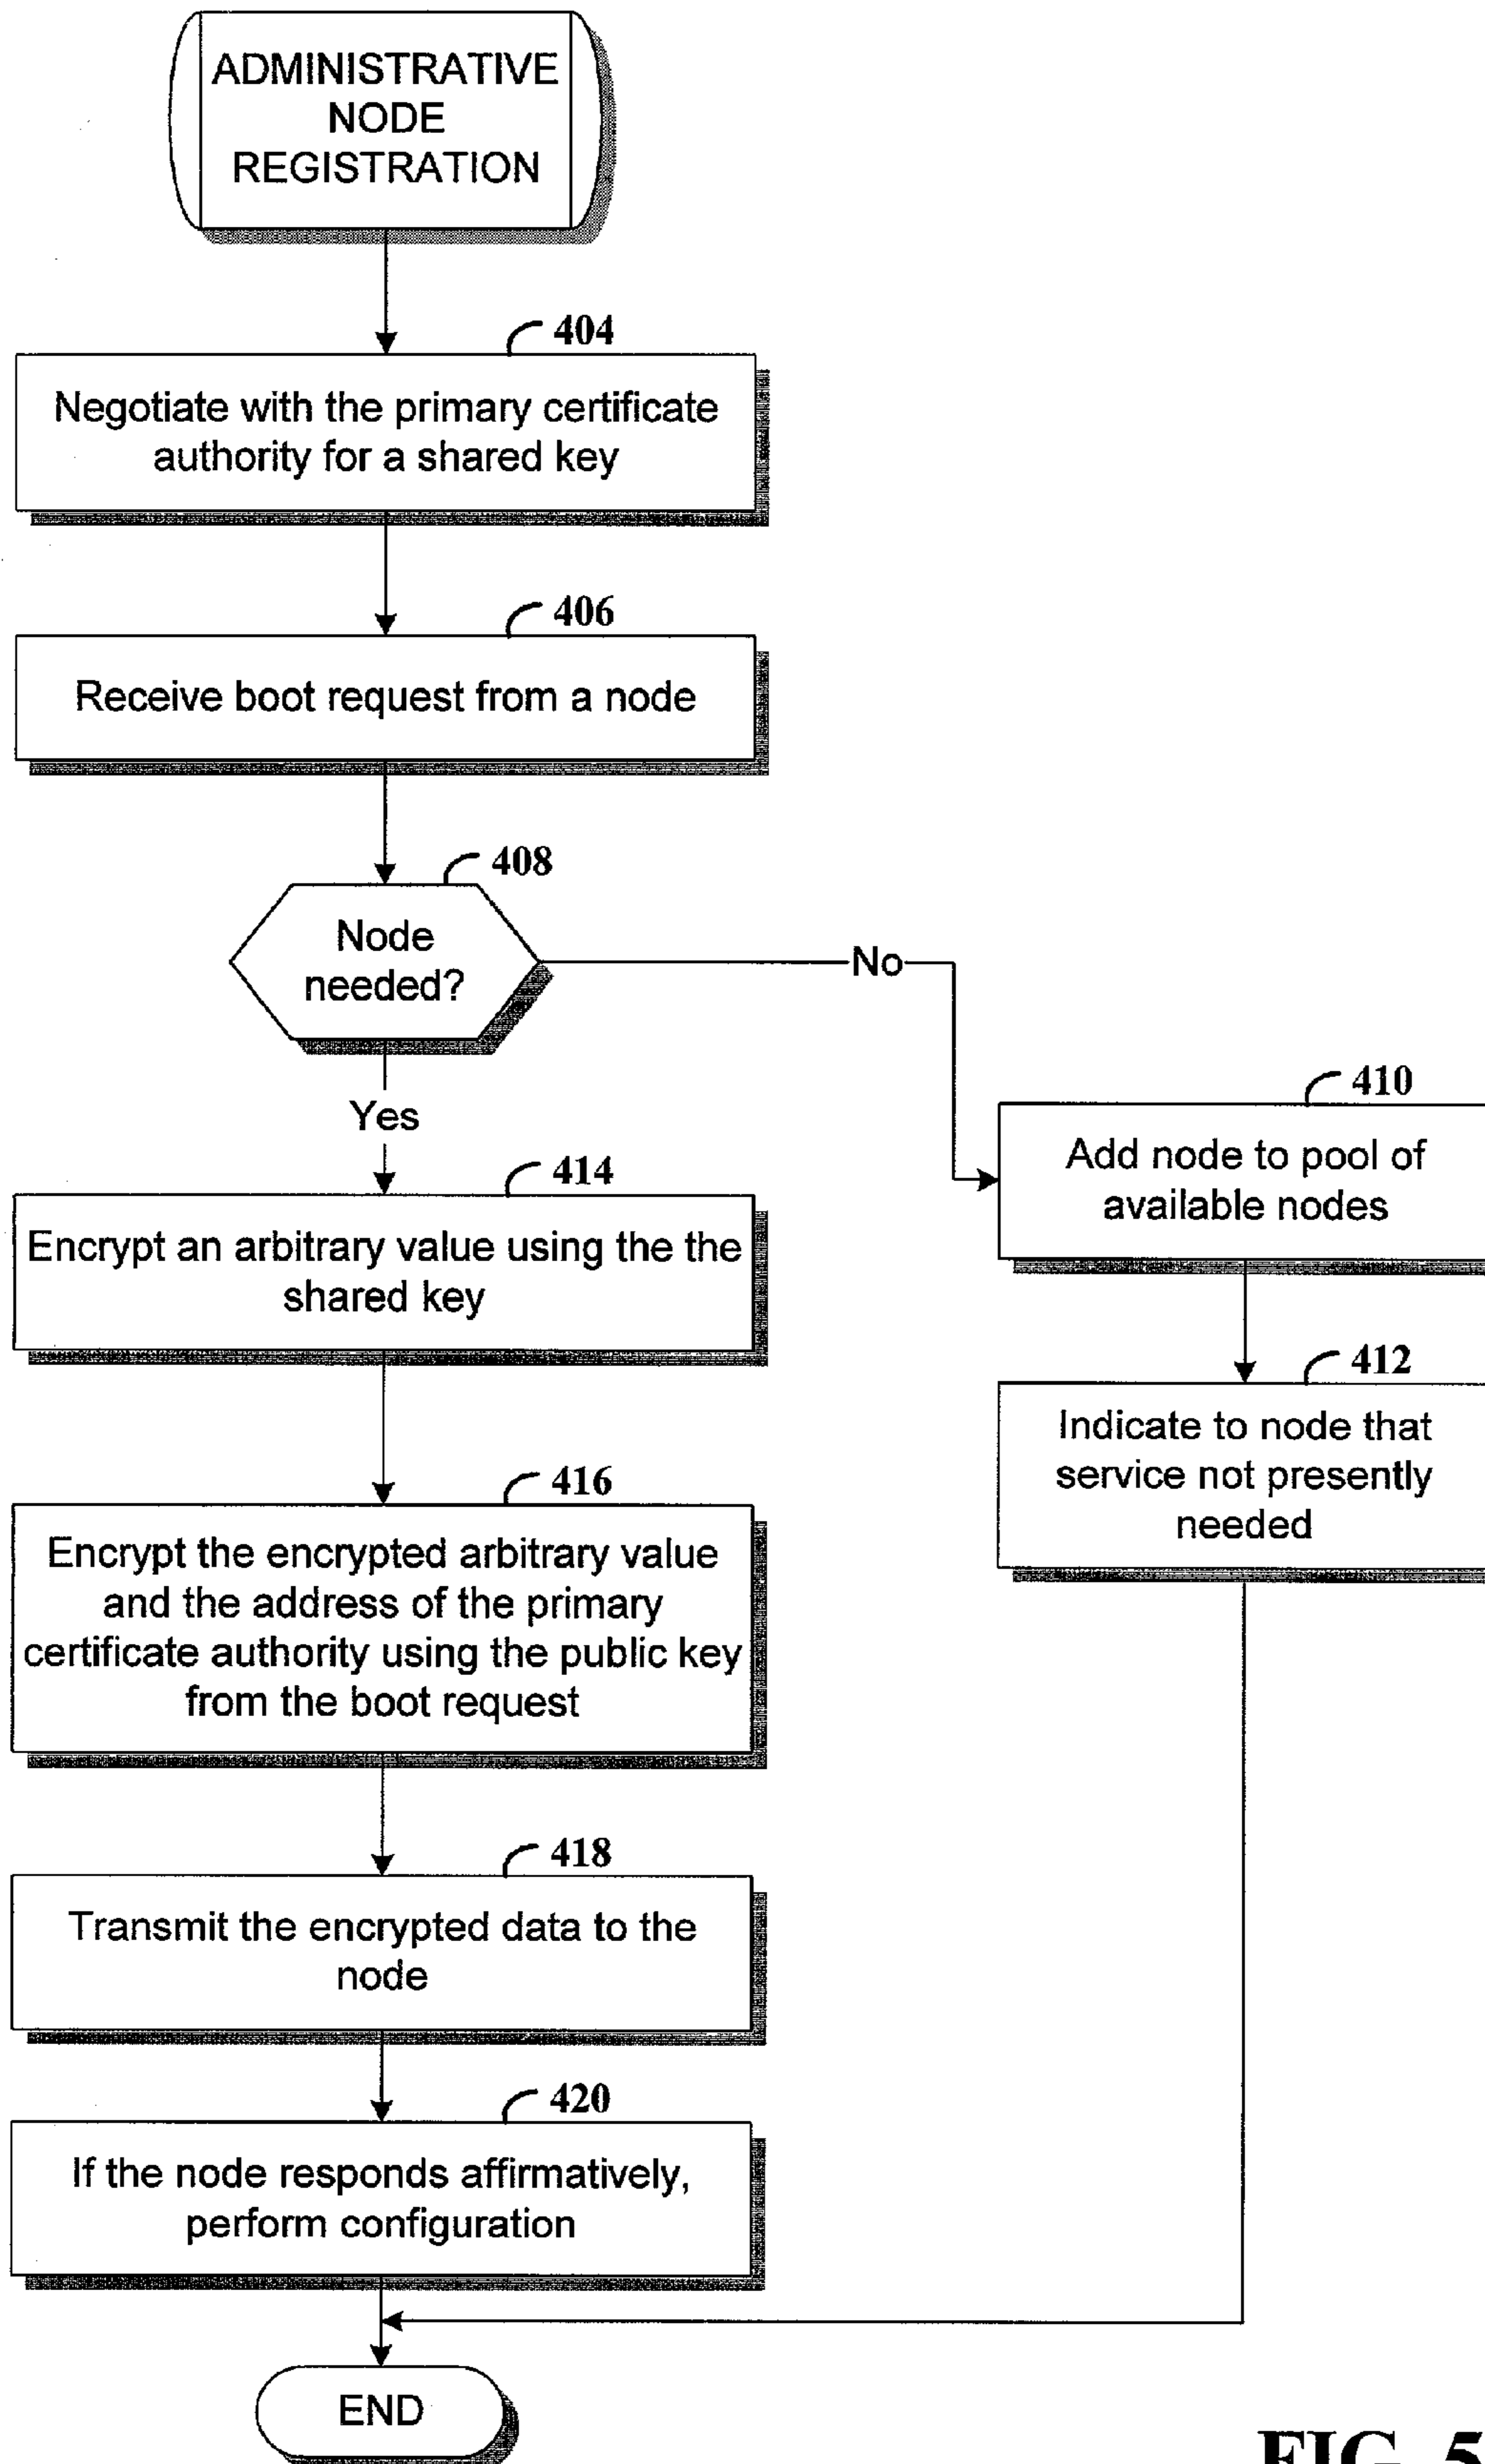 ADMINISTRATIVE
NODE
REGISTRATION
404
Negotiate with the primary certificate
authority for a shared key
406
Receive boot request from a node
408
Node
needed?
No
Yes
410
Add node to pool of
available nodes
414
Encrypt an arbitrary value using the the
shared key
412
Indicate to node that
service not presently
needed
416
Encrypt the encrypted arbitrary value
and the address of the primary
certificate authority using the public key
from the boot request
418
Transmit the encrypted data to the
node
420
If the node responds affirmatively,
perform configuration
END
FIG. 5